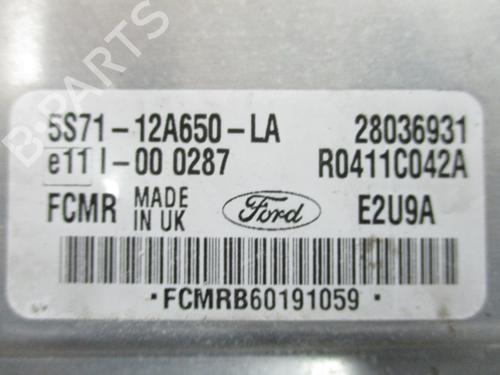 5S71-12A650-LA 28036931
e11 I-00 0287 R0411C042A
FCMR MADE IN UK Ford E2U9A
·FCMRB60191059·
B-PARTS